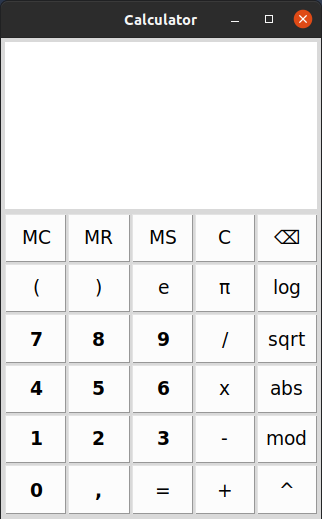 Calculator
MC MR MS C ⌫
( ) e π log
7 8 9 / sqrt
4 5 6 x abs
1 2 3 - mod
0 , = + ^